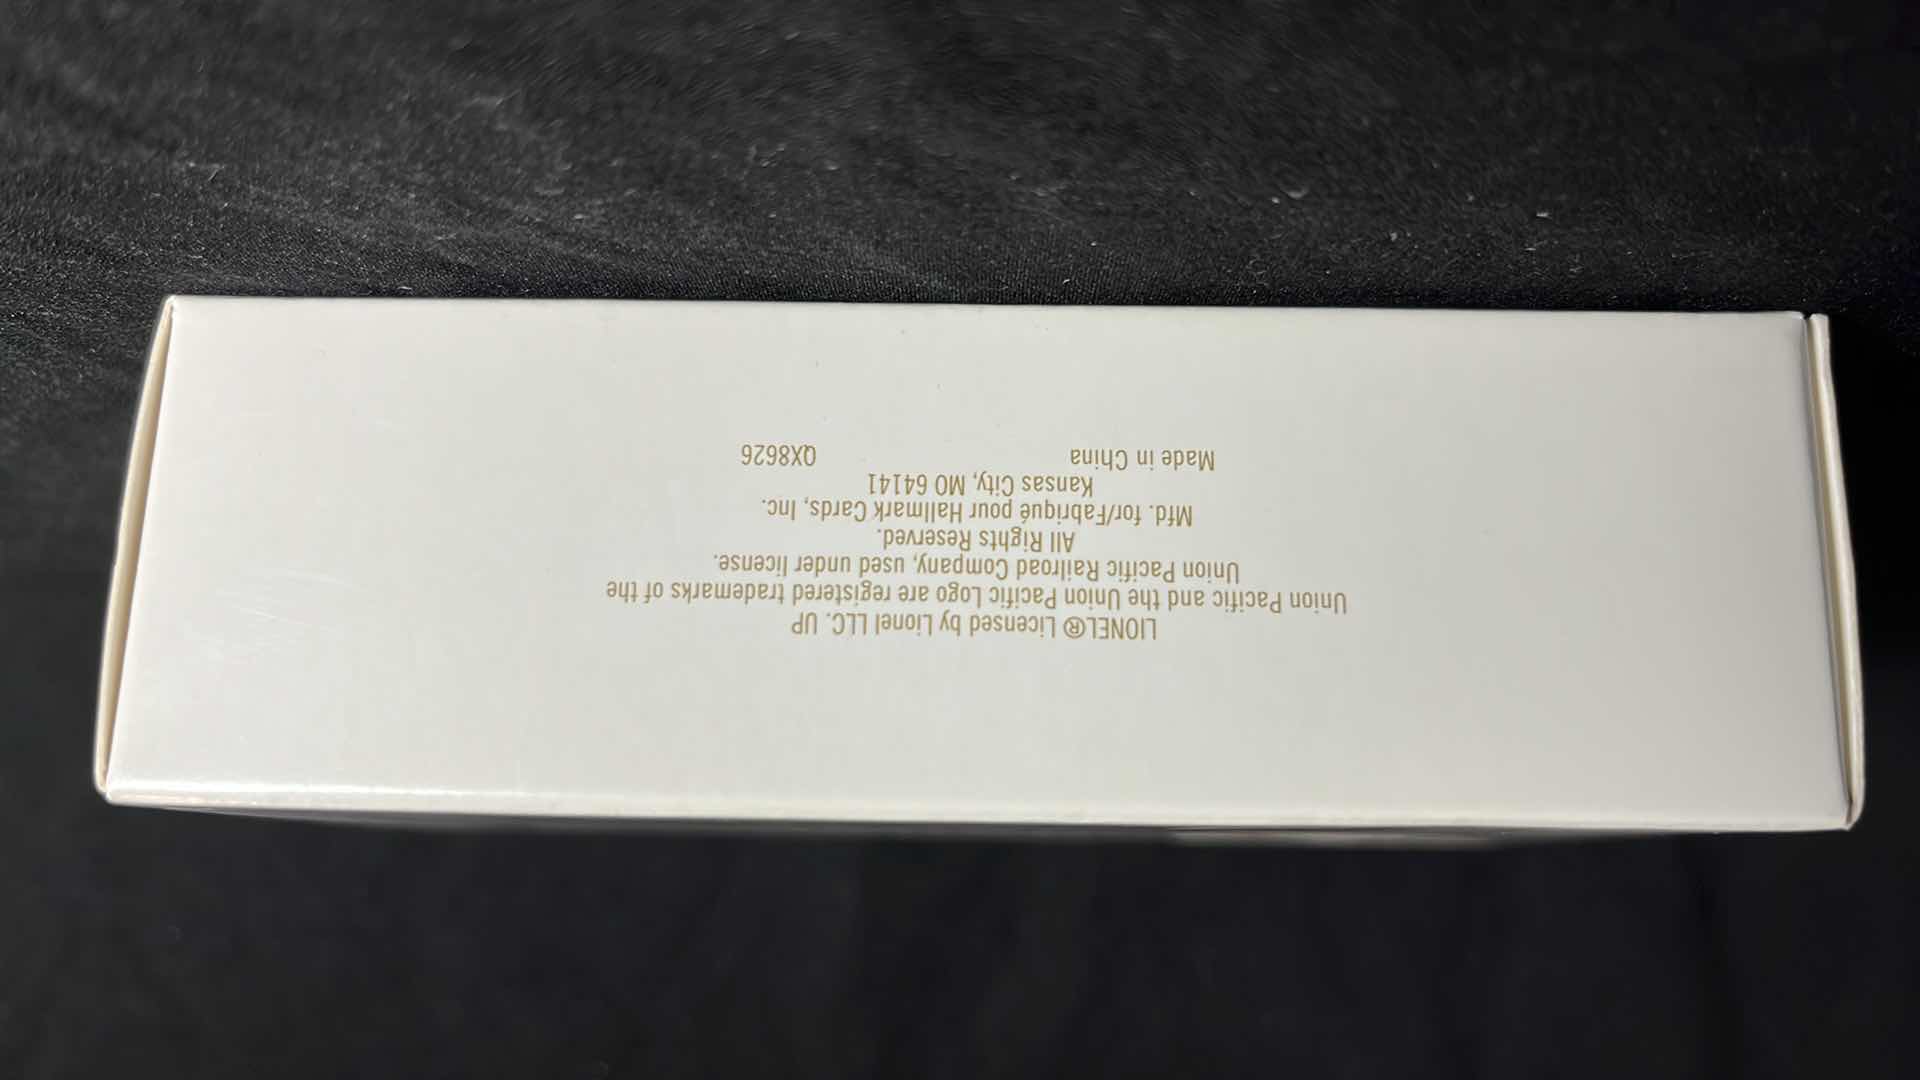 LIONEL® Licensed by Lionel LLC. UP
Union Pacific and the Union Pacific Logo are registered trademarks of the
Union Pacific Railroad Company, used under license.
All Rights Reserved.
Mfd. for/Fabriqué pour Hallmark Cards, Inc.
Kansas City, MO 64141
Made in China QX8626